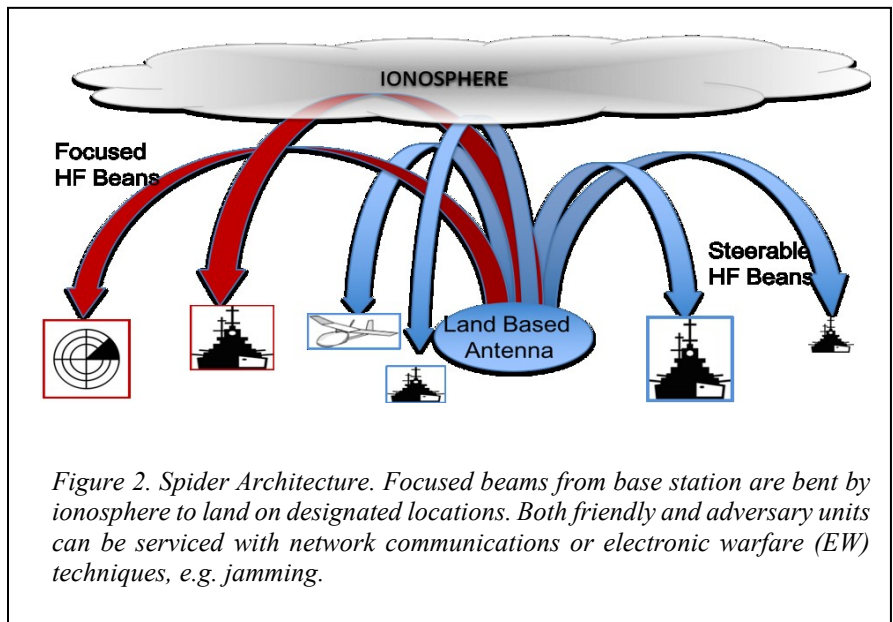 IONOSPHERE
Focused
HF Beans
Steerable
HF Beans
Land Based
Antenna
Figure 2. Spider Architecture. Focused beams from base station are bent by
ionosphere to land on designated locations. Both friendly and adversary units
can be serviced with network communications or electronic warfare (EW)
techniques, e.g. jamming.